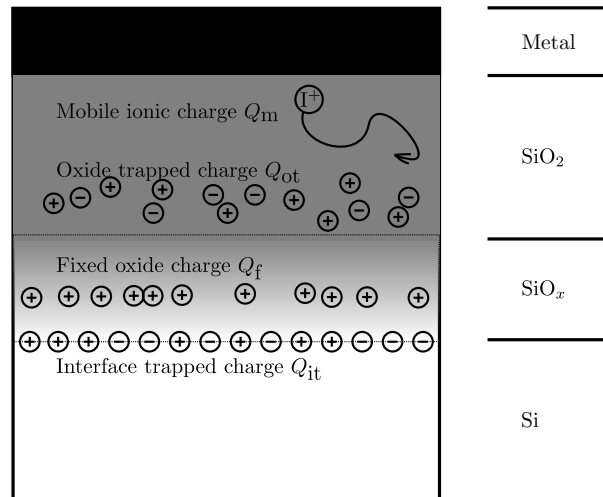 Metal
Mobile ionic charge Qm
I+
Oxide trapped charge Qot
SiO2
+ − + + − − + − + + − + − +
Fixed oxide charge Qf
SiOx
+ + + + + + + + + + +
+ + + − − + − + − + + − − −
Interface trapped charge Qit
Si